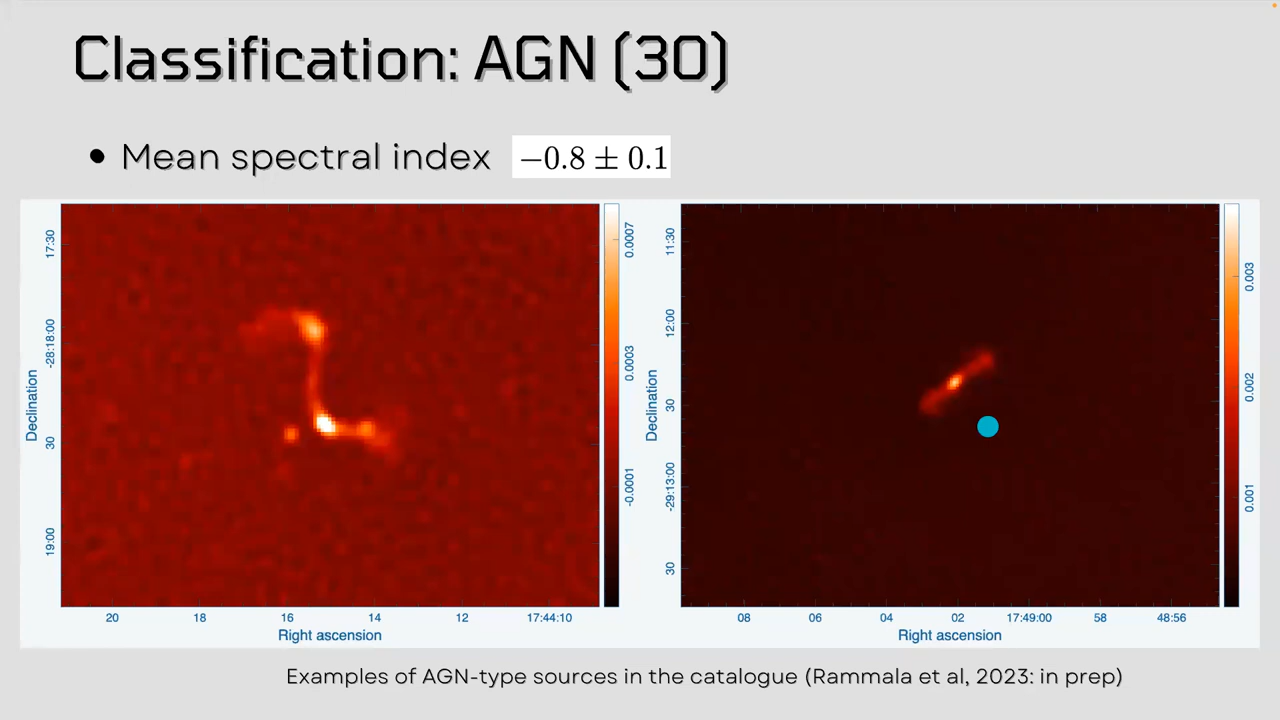 Classification: AGN (30)
• Mean spectral index −0.8 ± 0.1
Declination
17:30
-28:18:00
30
19:00
0.0007
0.0003
-0.0001
20 18 16 14 12 17:44:10
Right ascension
Declination
11:30
12:00
30
-29:13:00
30
0.003
0.002
0.001
08 06 04 02 17:49:00 58 48:56
Right ascension
Examples of AGN-type sources in the catalogue (Rammala et al, 2023: in prep)